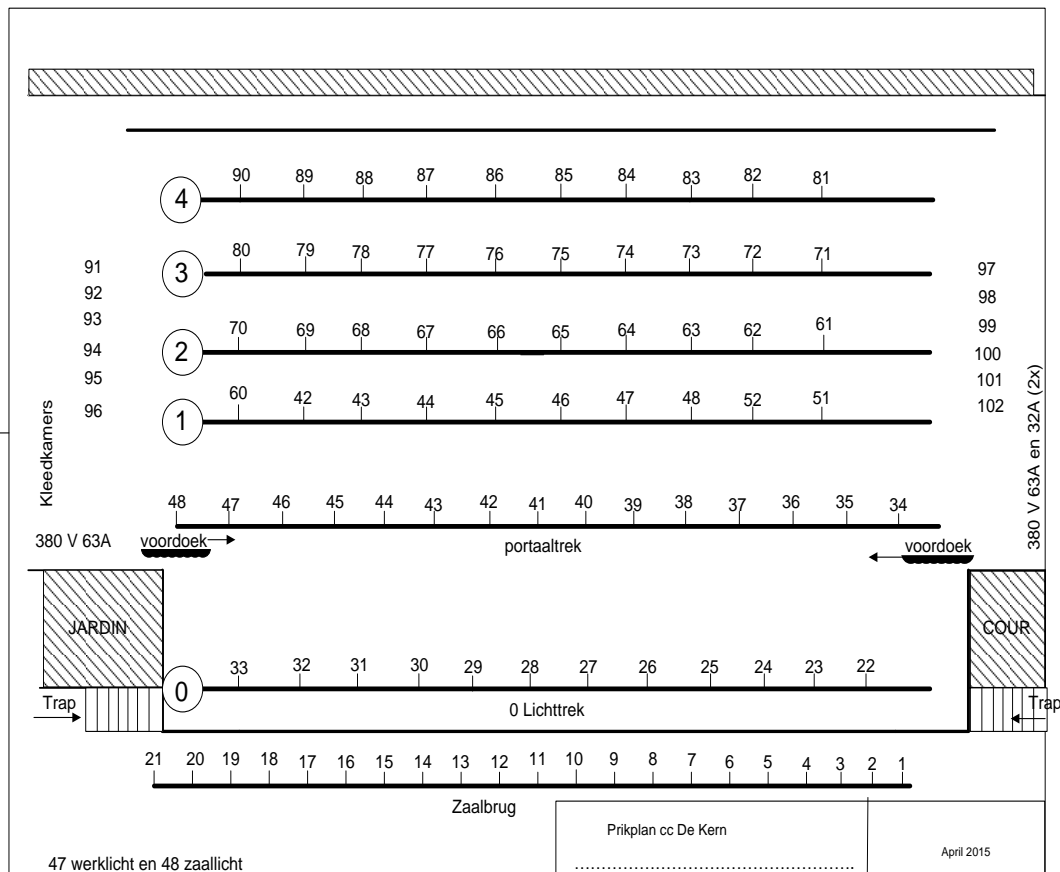 90 89 88 87 86 85 84 83 82 81
4
80 79 78 77 76 75 74 73 72 71
3
91
92
93
94
95
96
97
98
99
100
101
102
70 69 68 67 66 65 64 63 62 61
2
60 42 43 44 45 46 47 48 52 51
1
Kleedkamers
380 V 63A en 32A (2x)
48 47 46 45 44 43 42 41 40 39 38 37 36 35 34
380 V 63A
voordoek
portaaltrek
voordoek
JARDIN
COUR
33 32 31 30 29 28 27 26 25 24 23 22
0
0 Lichttrek
Trap
Trap
21 20 19 18 17 16 15 14 13 12 11 10 9 8 7 6 5 4 3 2 1
Zaalbrug
Prikplan cc De Kern
April 2015
47 werklicht en 48 zaallicht